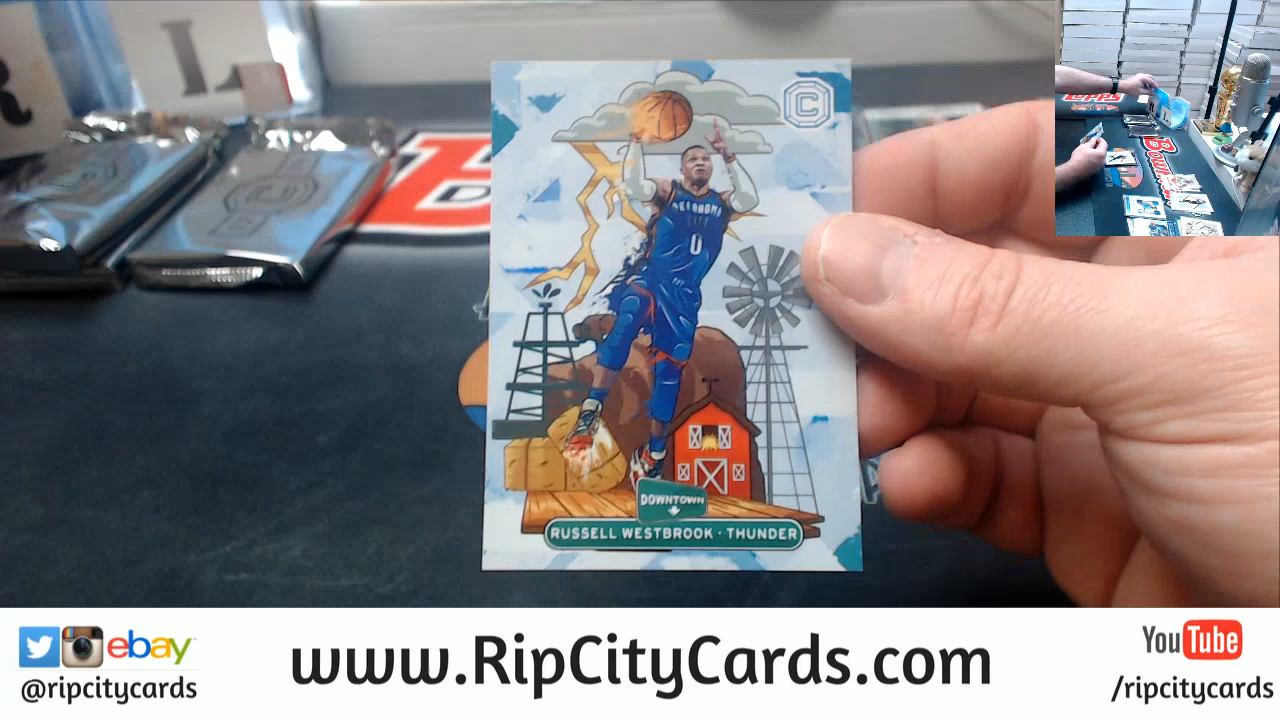 C
OKLAHOMA
CITY
0
DOWNTOWN
RUSSELL WESTBROOK · THUNDER
ebay
@ripcitycards
www.RipCityCards.com
YouTube
/ripcitycards